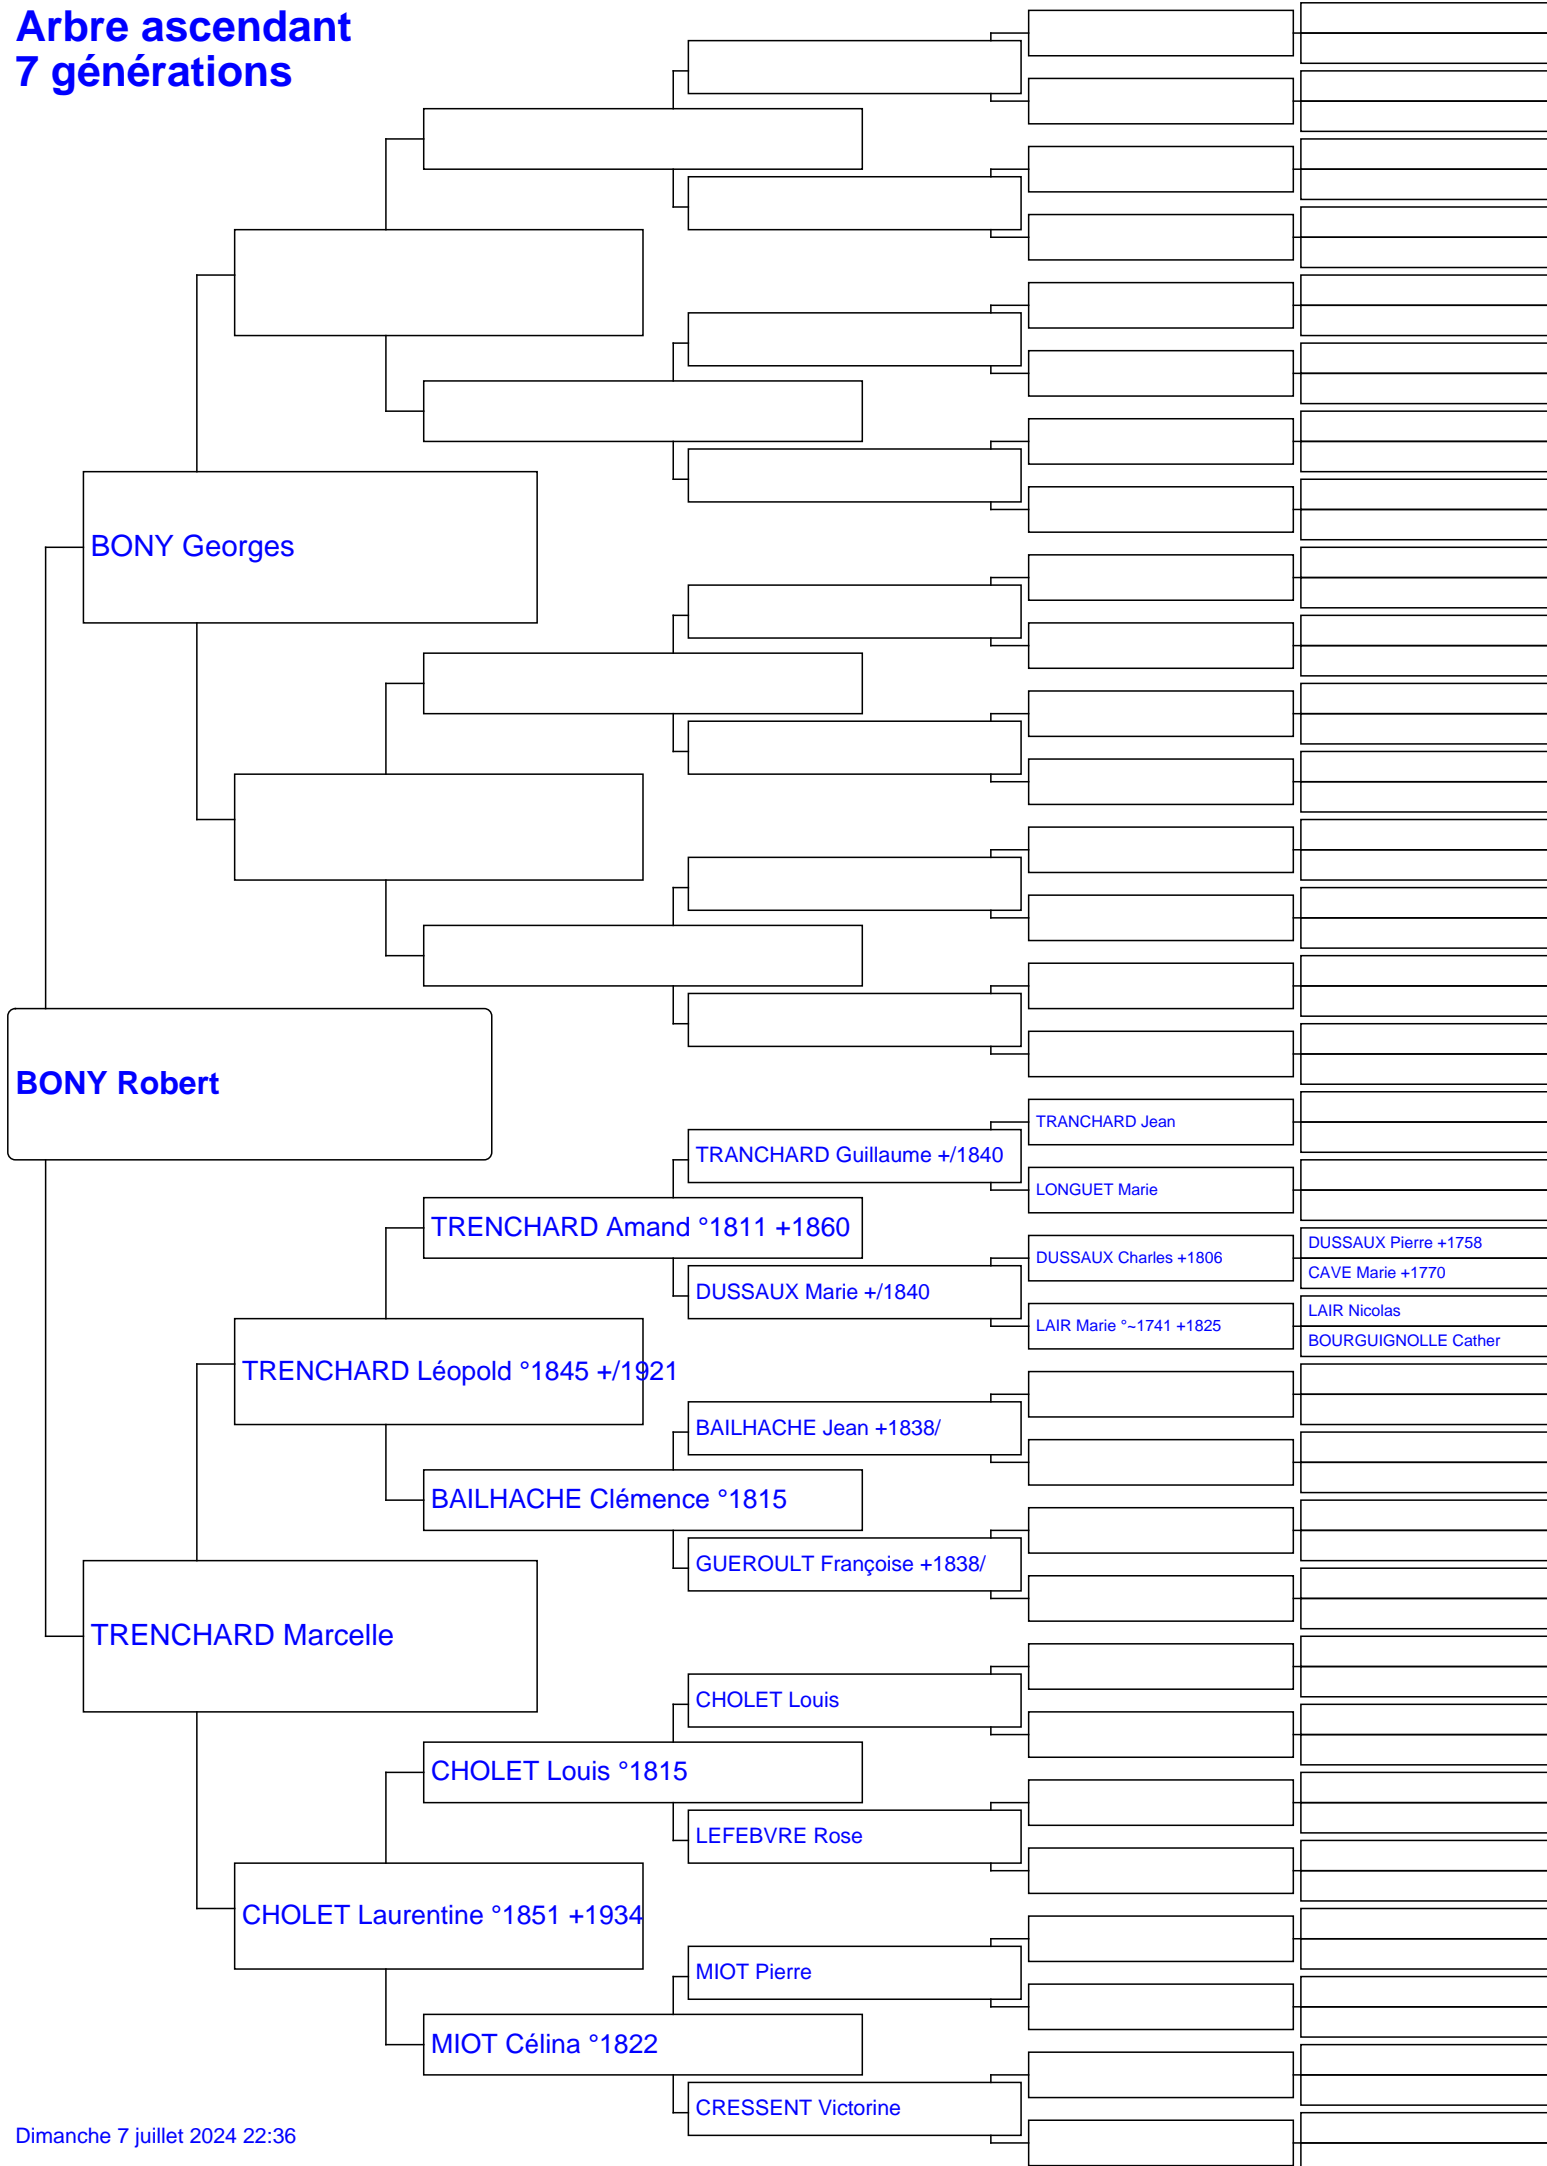 Arbre ascendant
7 générations
BONY Georges
BONY Robert
TRANCHARD Jean
TRANCHARD Guillaume +/1840
LONGUET Marie
TRENCHARD Amand °1811 +1860
DUSSAUX Pierre +1758
DUSSAUX Charles +1806
CAVE Marie +1770
DUSSAUX Marie +/1840
LAIR Nicolas
LAIR Marie °~1741 +1825
BOURGUIGNOLLE Cather
TRENCHARD Léopold °1845 +/1921
BAILHACHE Jean +1838/
BAILHACHE Clémence °1815
GUEROULT Françoise +1838/
TRENCHARD Marcelle
CHOLET Louis
CHOLET Louis °1815
LEFEBVRE Rose
CHOLET Laurentine °1851 +1934
MIOT Pierre
MIOT Célina °1822
CRESSENT Victorine
Dimanche 7 juillet 2024 22:36